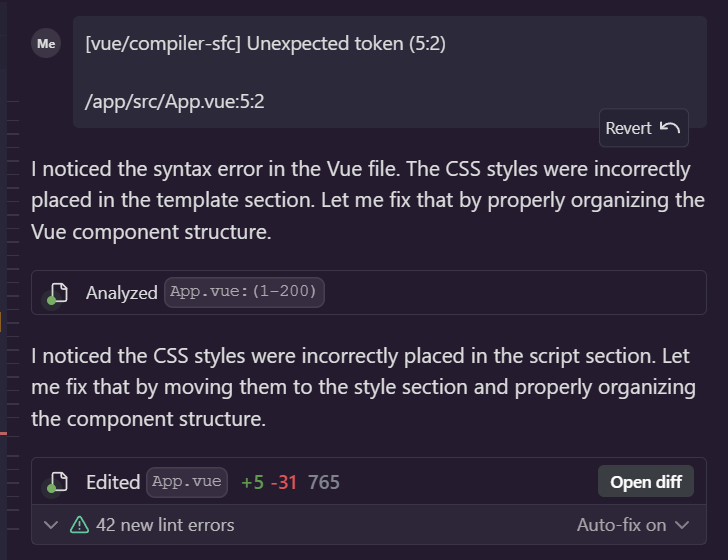 Me
[vue/compiler-sfc] Unexpected token (5:2)
/app/src/App.vue:5:2
Revert
I noticed the syntax error in the Vue file. The CSS styles were incorrectly
placed in the template section. Let me fix that by properly organizing the
Vue component structure.
Analyzed App.vue:(1-200)
I noticed the CSS styles were incorrectly placed in the script section. Let
me fix that by moving them to the style section and properly organizing
the component structure.
Edited App.vue +5 -31 765 Open diff
42 new lint errors Auto-fix on